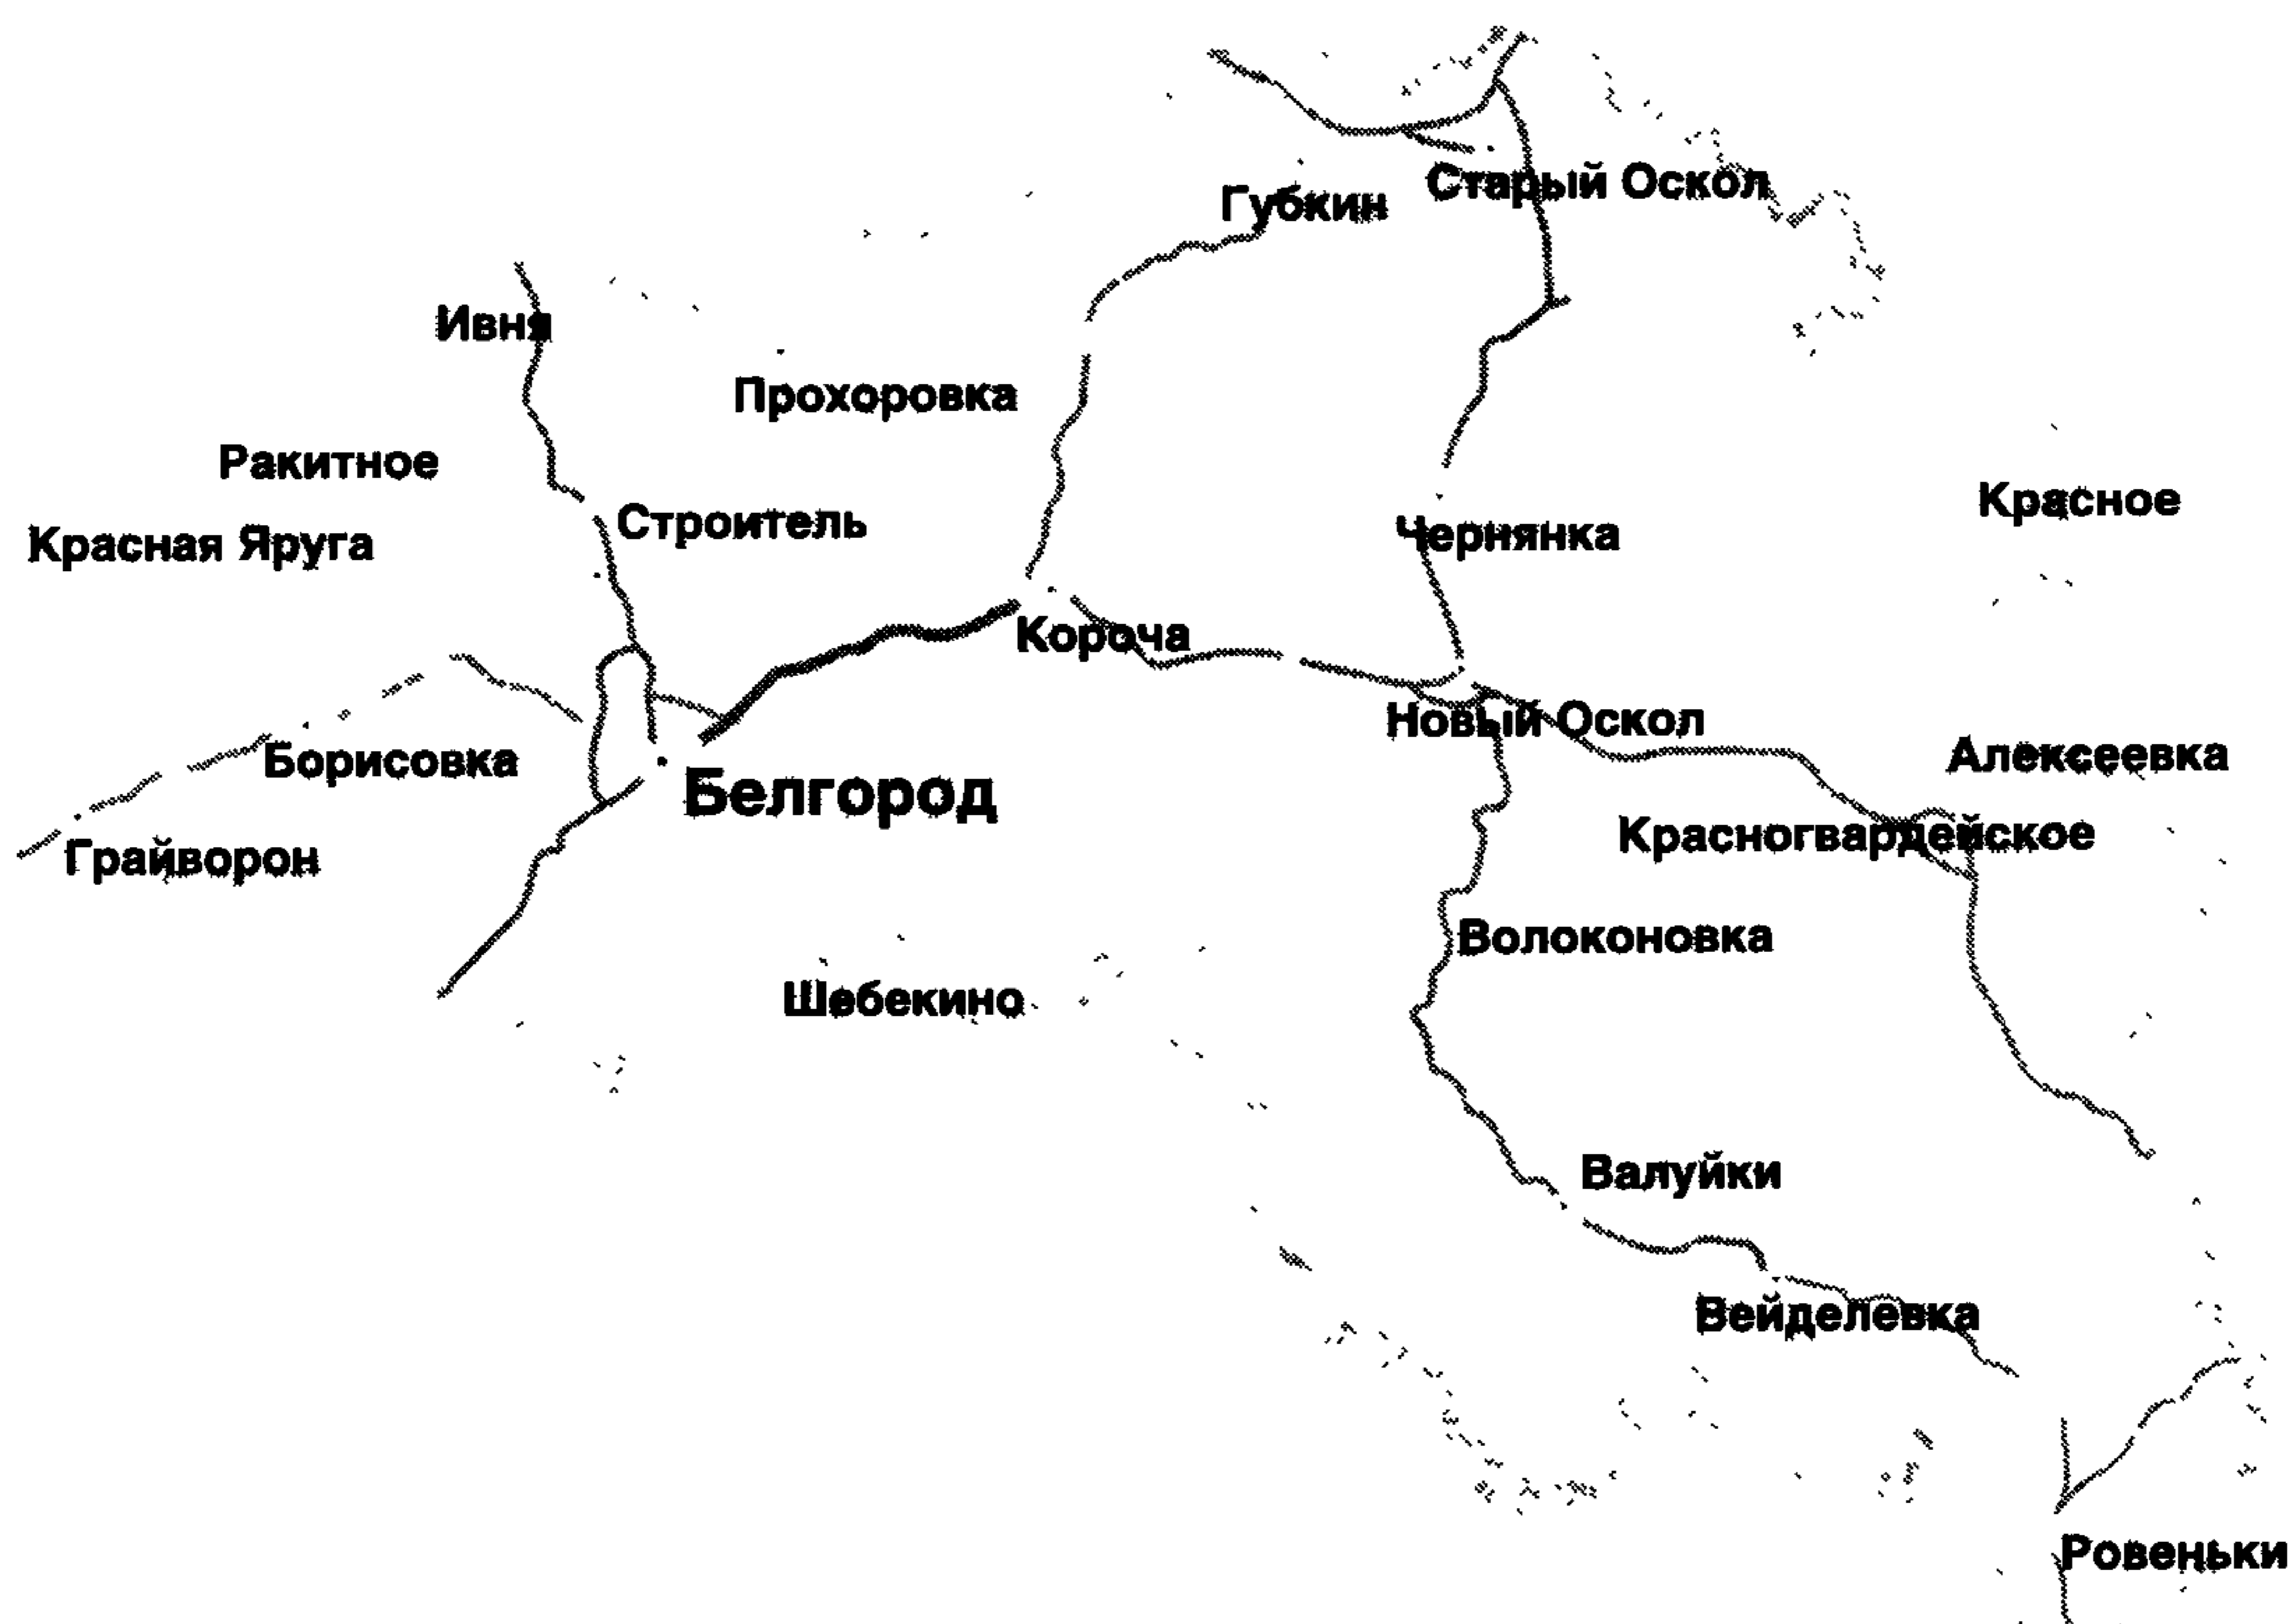 Старый Оскол
Губкин
Ивня
Прохоровка
Ракитное
Красное
Строитель
Чернянка
Красная Яруга
Короча
Новый Оскол
Алексеевка
Борисовка
Белгород
Красногвардейское
Грайворон
Волоконовка
Шебекино
Валуйки
Вейделевка
Ровеньки